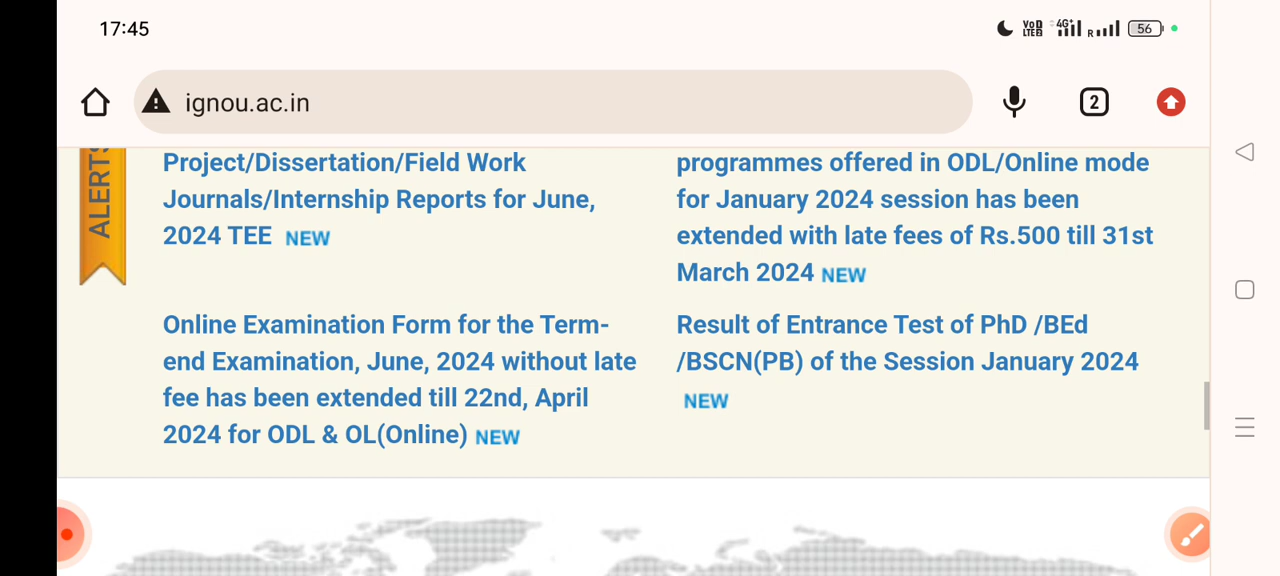 17:45
VoD
LTE2
4G+
R
56
ignou.ac.in
2
ALERTS
Project/Dissertation/Field Work
Journals/Internship Reports for June,
2024 TEE NEW
Online Examination Form for the Term-
end Examination, June, 2024 without late
fee has been extended till 22nd, April
2024 for ODL & OL(Online) NEW
programmes offered in ODL/Online mode
for January 2024 session has been
extended with late fees of Rs.500 till 31st
March 2024 NEW
Result of Entrance Test of PhD /BEd
/BSCN(PB) of the Session January 2024
NEW